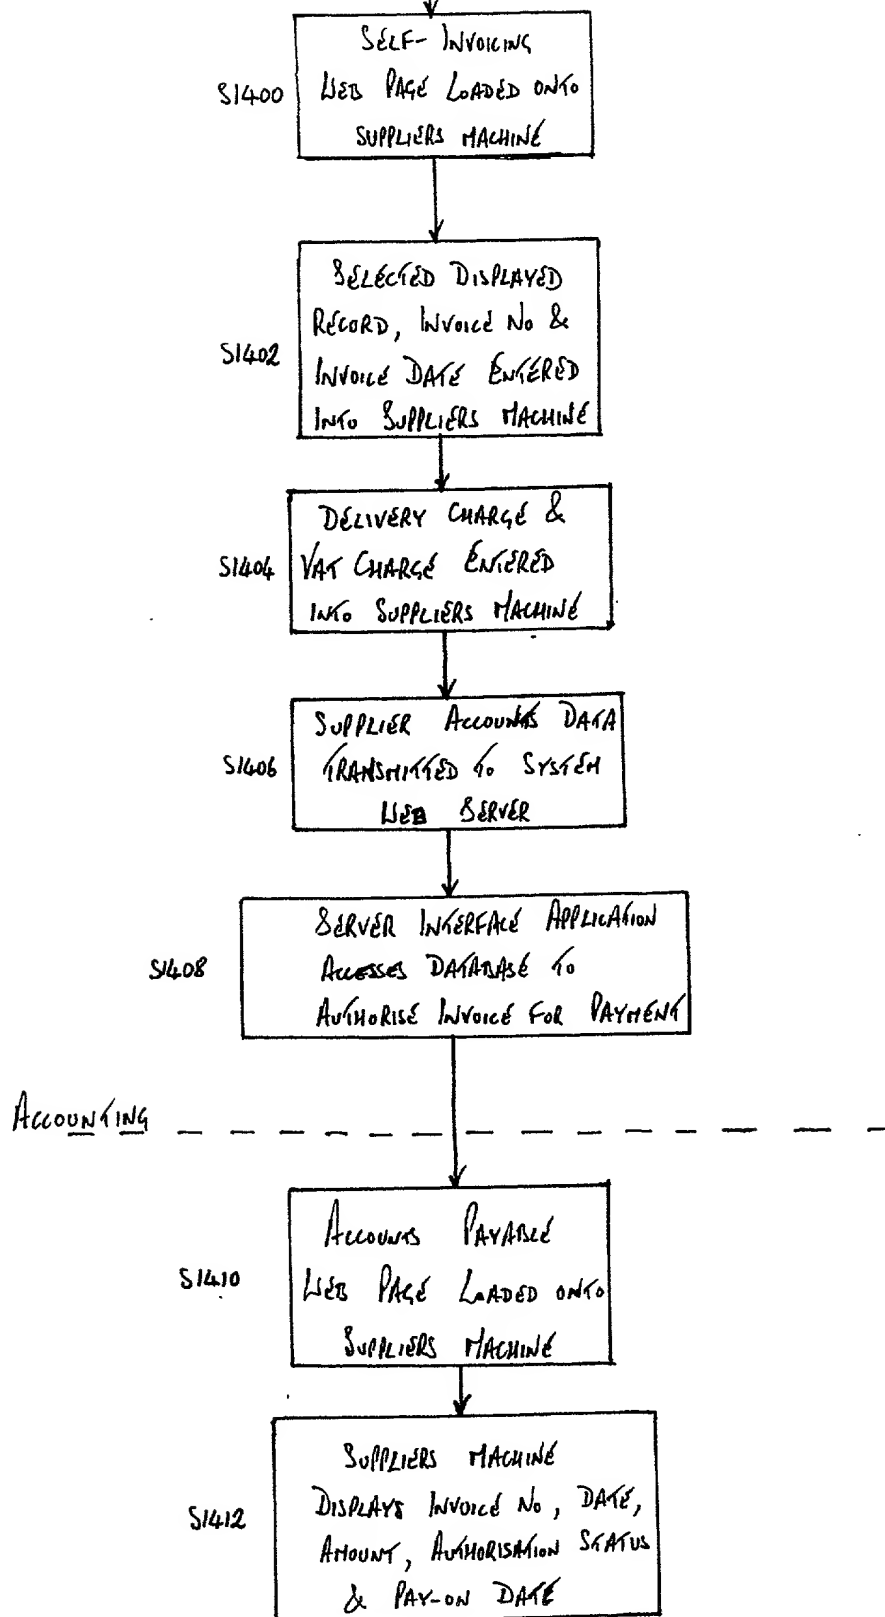 SELF-INVOICING
S1400
WEB PAGE LOADED ONTO
SUPPLIERS MACHINE
SELECTED DISPLAYED
RECORD, INVOICE NO &
S1402
INVOICE DATE ENTERED
INTO SUPPLIERS MACHINE
DELIVERY CHARGE &
S1404
VAT CHARGE ENTERED
INTO SUPPLIERS MACHINE
SUPPLIER ACCOUNTS DATA
S1406
TRANSMITTED TO SYSTEM
WEB SERVER
SERVER INTERFACE APPLICATION
S1408
ACCESSES DATABASE TO
AUTHORISE INVOICE FOR PAYMENT
ACCOUNTING
ACCOUNTS PAYABLE
S1410
WEB PAGE LOADED ONTO
SUPPLIERS MACHINE
SUPPLIERS MACHINE
DISPLAYS INVOICE NO, DATE,
S1412
AMOUNT, AUTHORISATION STATUS
& PAY-ON DATE